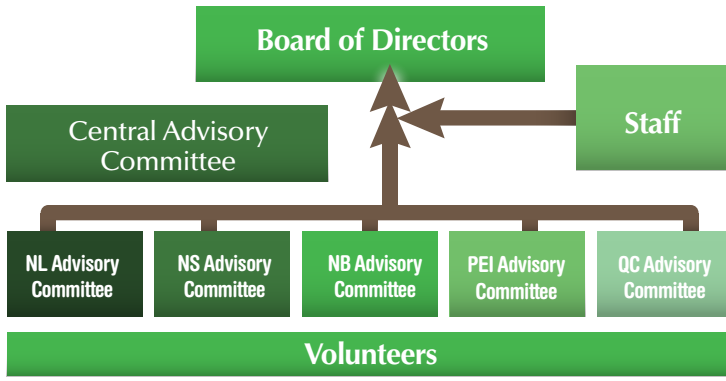 Board of Directors
Central Advisory
Committee
Staff
NL Advisory
Committee
NS Advisory
Committee
NB Advisory
Committee
PEI Advisory
Committee
QC Advisory
Committee
Volunteers